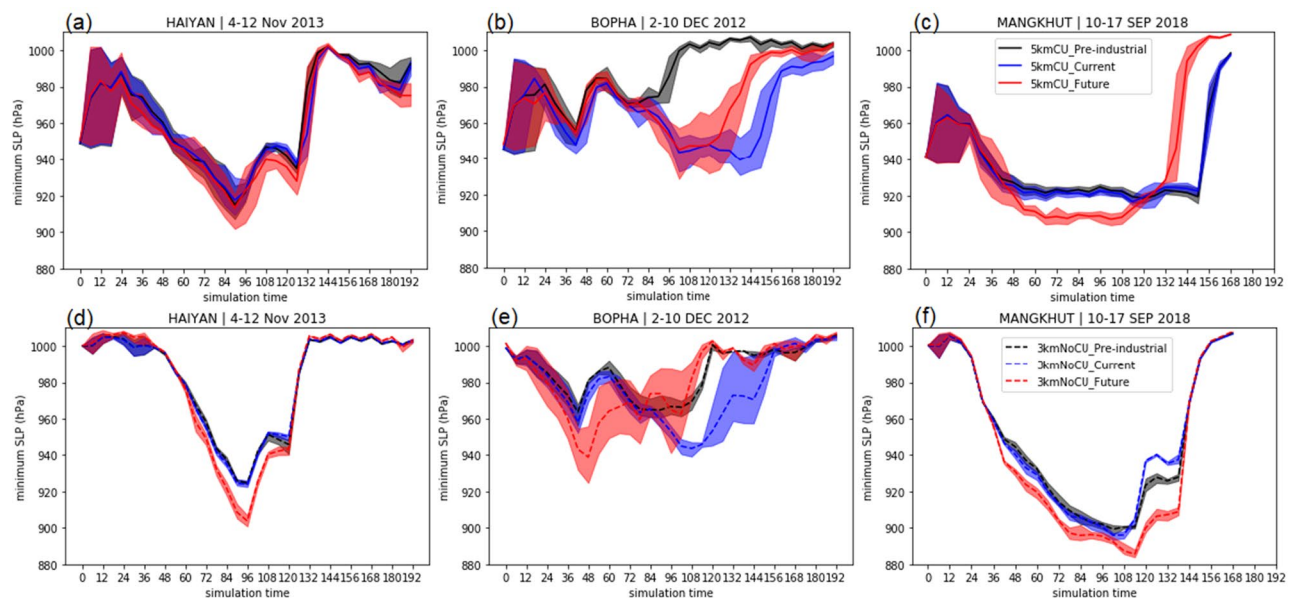 (a) HAIYAN | 4-12 Nov 2013
(b) BOPHA | 2-10 DEC 2012
(c) MANGKHUT | 10-17 SEP 2018
1000
980
960
940
920
900
880
minimum SLP (hPa)
0 12 24 36 48 60 72 84 96 108 120 132 144 156 168 180 192
simulation time
1000
980
960
940
920
900
880
minimum SLP (hPa)
0 12 24 36 48 60 72 84 96 108 120 132 144 156 168 180 192
simulation time
5kmCU_Pre-industrial
5kmCU_Current
5kmCU_Future
1000
980
960
940
920
900
880
minimum SLP (hPa)
0 12 24 36 48 60 72 84 96 108 120 132 144 156 168 180 192
simulation time
(d) HAIYAN | 4-12 Nov 2013
(e) BOPHA | 2-10 DEC 2012
(f) MANGKHUT | 10-17 SEP 2018
1000
980
960
940
920
900
880
minimum SLP (hPa)
0 12 24 36 48 60 72 84 96 108 120 132 144 156 168 180 192
simulation time
1000
980
960
940
920
900
880
minimum SLP (hPa)
0 12 24 36 48 60 72 84 96 108 120 132 144 156 168 180 192
simulation time
3kmNoCU_Pre-industrial
3kmNoCU_Current
3kmNoCU_Future
1000
980
960
940
920
900
880
minimum SLP (hPa)
0 12 24 36 48 60 72 84 96 108 120 132 144 156 168 180 192
simulation time